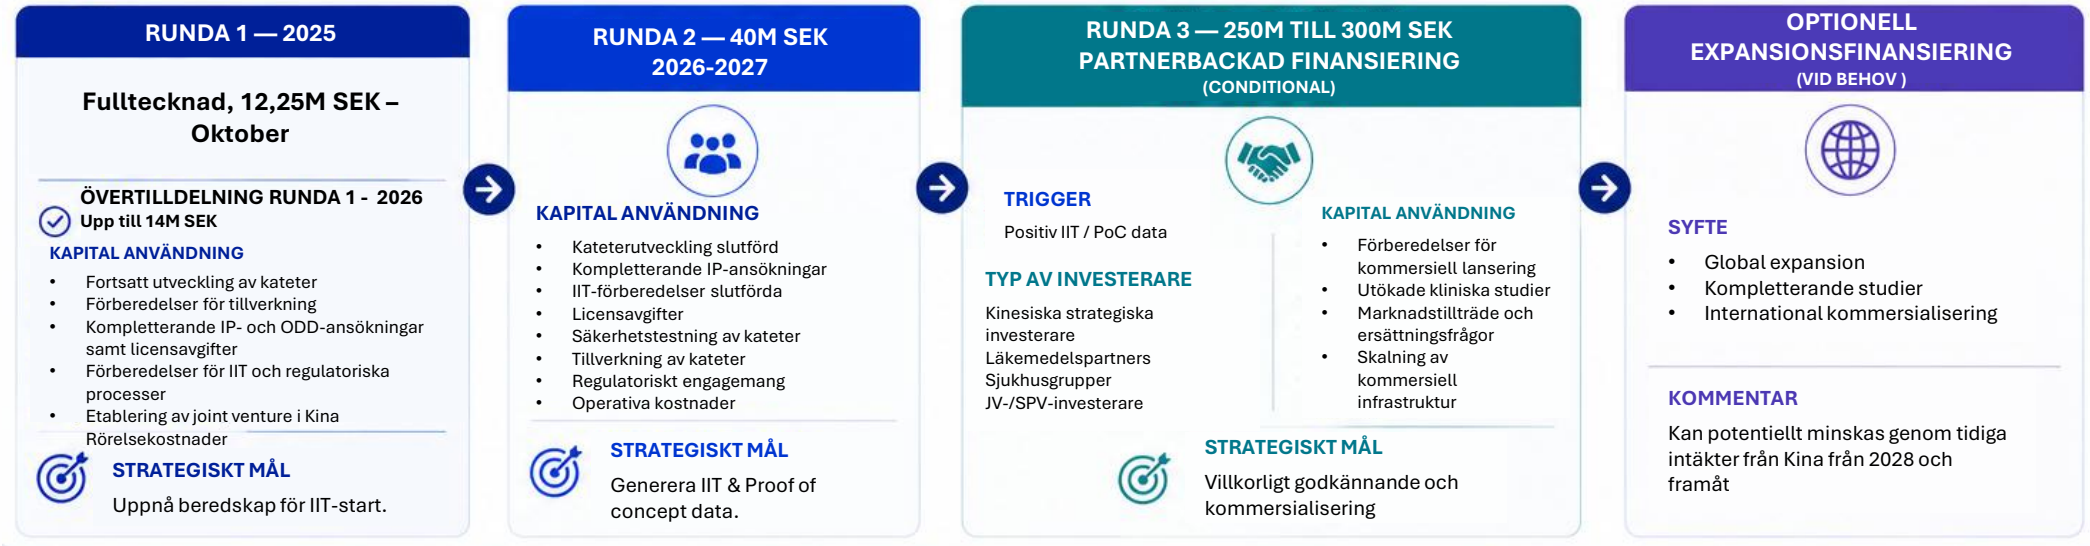 RUNDA 1 — 2025
Fulltecknad, 12,25M SEK –
Oktober
ÖVERTILLDELNING RUNDA 1 - 2026
Upp till 14M SEK
KAPITAL ANVÄNDNING
• Fortsatt utveckling av kateter
• Förberedelser för tillverkning
• Kompletterande IP- och ODD-ansökningar
samt licensavgifter
• Förberedelser för IIT och regulatoriska
processer
• Etablering av joint venture i Kina
Rörelsekostnader
STRATEGISKT MÅL
Uppnå beredskap för IIT-start.
RUNDA 2 — 40M SEK
2026-2027
KAPITAL ANVÄNDNING
• Kateterutveckling slutförd
• Kompletterande IP-ansökningar
• IIT-förberedelser slutförda
• Licensavgifter
• Säkerhetstestning av kateter
• Tillverkning av kateter
• Regulatoriskt engagemang
• Operativa kostnader
STRATEGISKT MÅL
Generera IIT & Proof of
concept data.
RUNDA 3 — 250M TILL 300M SEK
PARTNERBACKAD FINANSIERING
(CONDITIONAL)
TRIGGER
Positiv IIT / PoC data
TYP AV INVESTERARE
Kinesiska strategiska
investerare
Läkemedelspartners
Sjukhusgrupper
JV-/SPV-investerare
KAPITAL ANVÄNDNING
• Förberedelser för
kommersiell lansering
• Utökade kliniska studier
• Marknadstillträde och
ersättningsfrågor
• Skalning av
kommersiell
infrastruktur
STRATEGISKT MÅL
Villkorligt godkännande och
kommersialisering
OPTIONELL
EXPANSIONSFINANSIERING
(VID BEHOV )
SYFTE
• Global expansion
• Kompletterande studier
• International kommersialisering
KOMMENTAR
Kan potentiellt minskas genom tidiga
intäkter från Kina från 2028 och
framåt